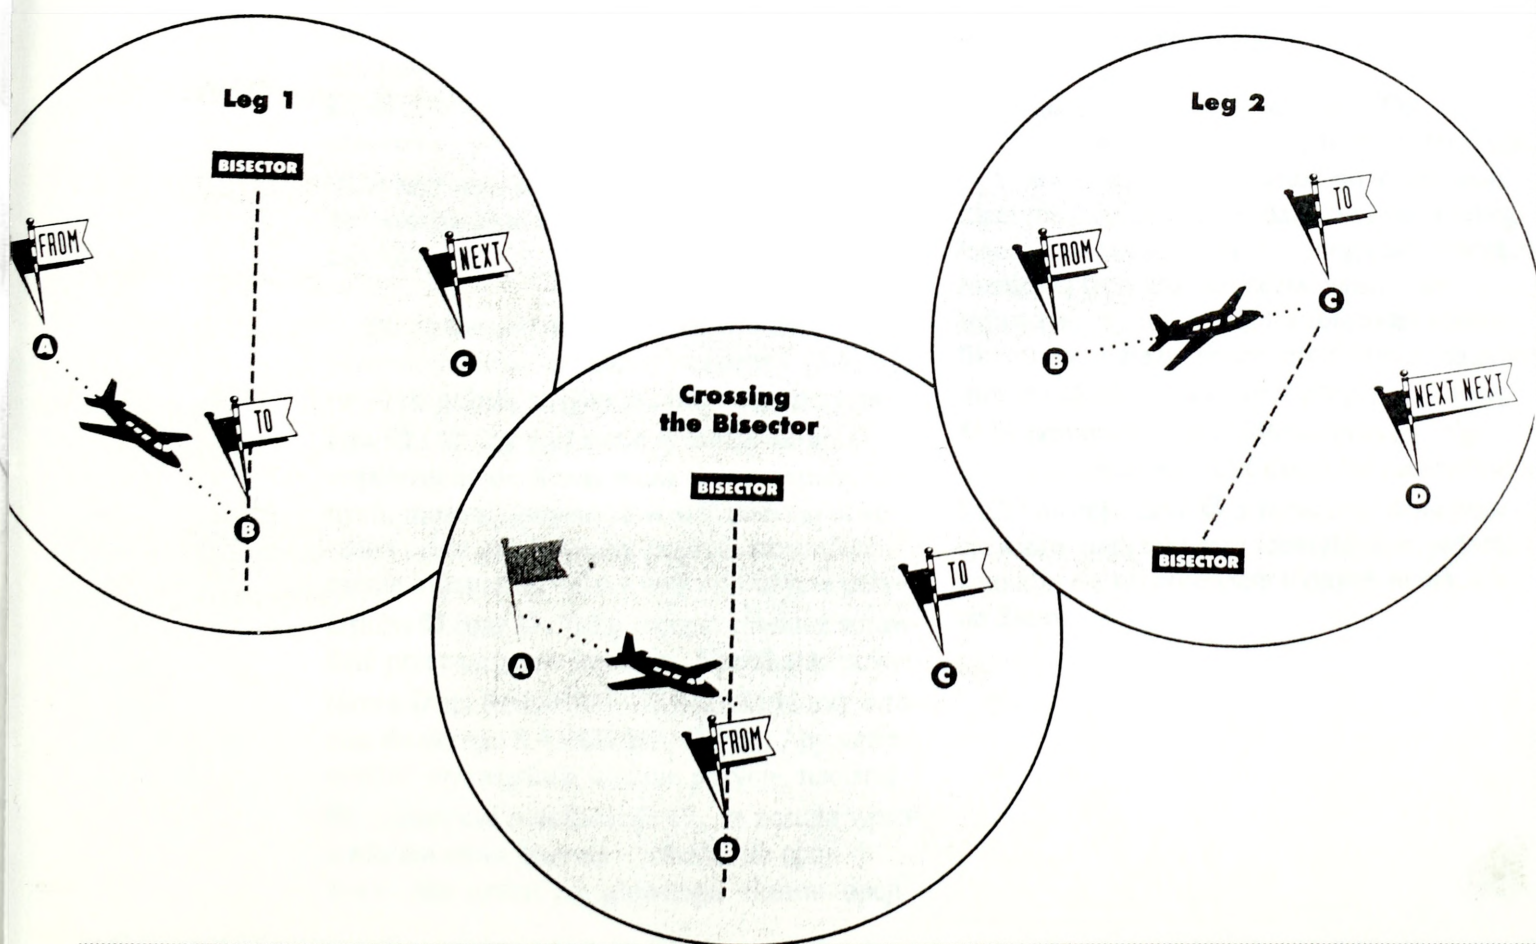 Leg 1
BISECTOR
FROM
NEXT
A
C
TO
B
Crossing
the Bisector
BISECTOR
TO
A
C
FROM
B
Leg 2
TO
FROM
C
B
NEXT NEXT
D
BISECTOR